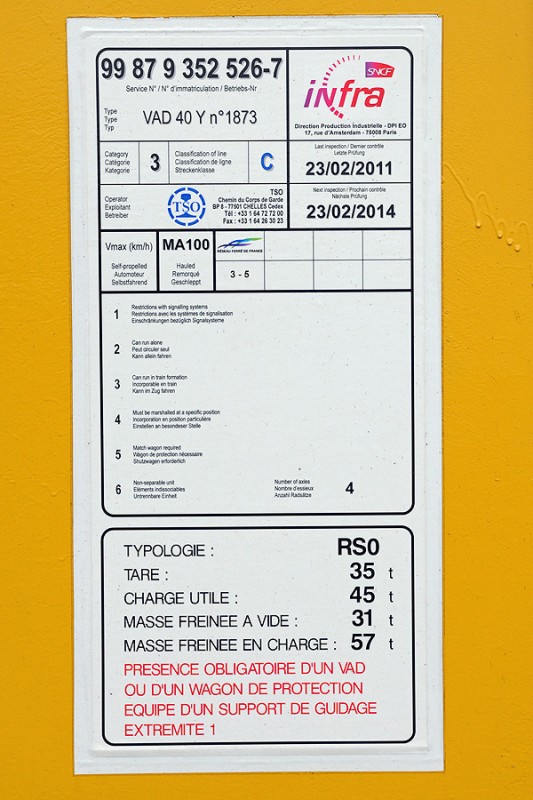 99 87 9 352 526-7
Service N° / N° d'immatriculation / Betriebs-Nr
Type
Type
Typ
VAD 40 Y n°1873
SNCF
infra
Direction Production Industrielle - DPI EO
17, rue d'Amsterdam - 75008 Paris
Category
Catégorie
Kategorie
3
Classification of line
Classification de ligne
Streckenklasse
C
Last inspection / Dernier contrôle
Letzte Prüfung
23/02/2011
Operator
Exploitant
Betreiber
TSO
TSO
Chemin du Corps de Garde
BP 8 - 77501 CHELLES Cedex
Tél : +33 1 64 72 72 00
Fax : +33 1 64 26 30 23
Next inspection / Prochain contrôle
Nächste Prüfung
23/02/2014
Vmax (km/h)
MA100
RÉSEAU FERRÉ DE FRANCE
Self-propelled
Automoteur
Selbstfahrend
Hauled
Remorqué
Geschleppt
3 - 5
1
Restrictions with signalling systems
Restrictions avec les systèmes de signalisation
Einschränkungen bezüglich Signalsysteme
2
Can run alone
Peut circuler seul
Kann allein fahren
3
Can run in train formation
Incorporable en train
Kann im Zug fahren
4
Must be marshalled at a specific position
Incorporation en position particulière
Einstellen an besondeser Stelle
5
Match wagon required
Wagon de protection nécessaire
Shutzwagen erforderlich
6
Non-separable unit
Eléments indissociables
Untrennbare Einheit
Number of axles
Nombre d'essieux
Anzahl Radsätze
4
TYPOLOGIE : RS0
TARE : 35 t
CHARGE UTILE : 45 t
MASSE FREINEE A VIDE : 31 t
MASSE FREINEE EN CHARGE : 57 t
PRESENCE OBLIGATOIRE D'UN VAD
OU D'UN WAGON DE PROTECTION
EQUIPE D'UN SUPPORT DE GUIDAGE
EXTREMITE 1